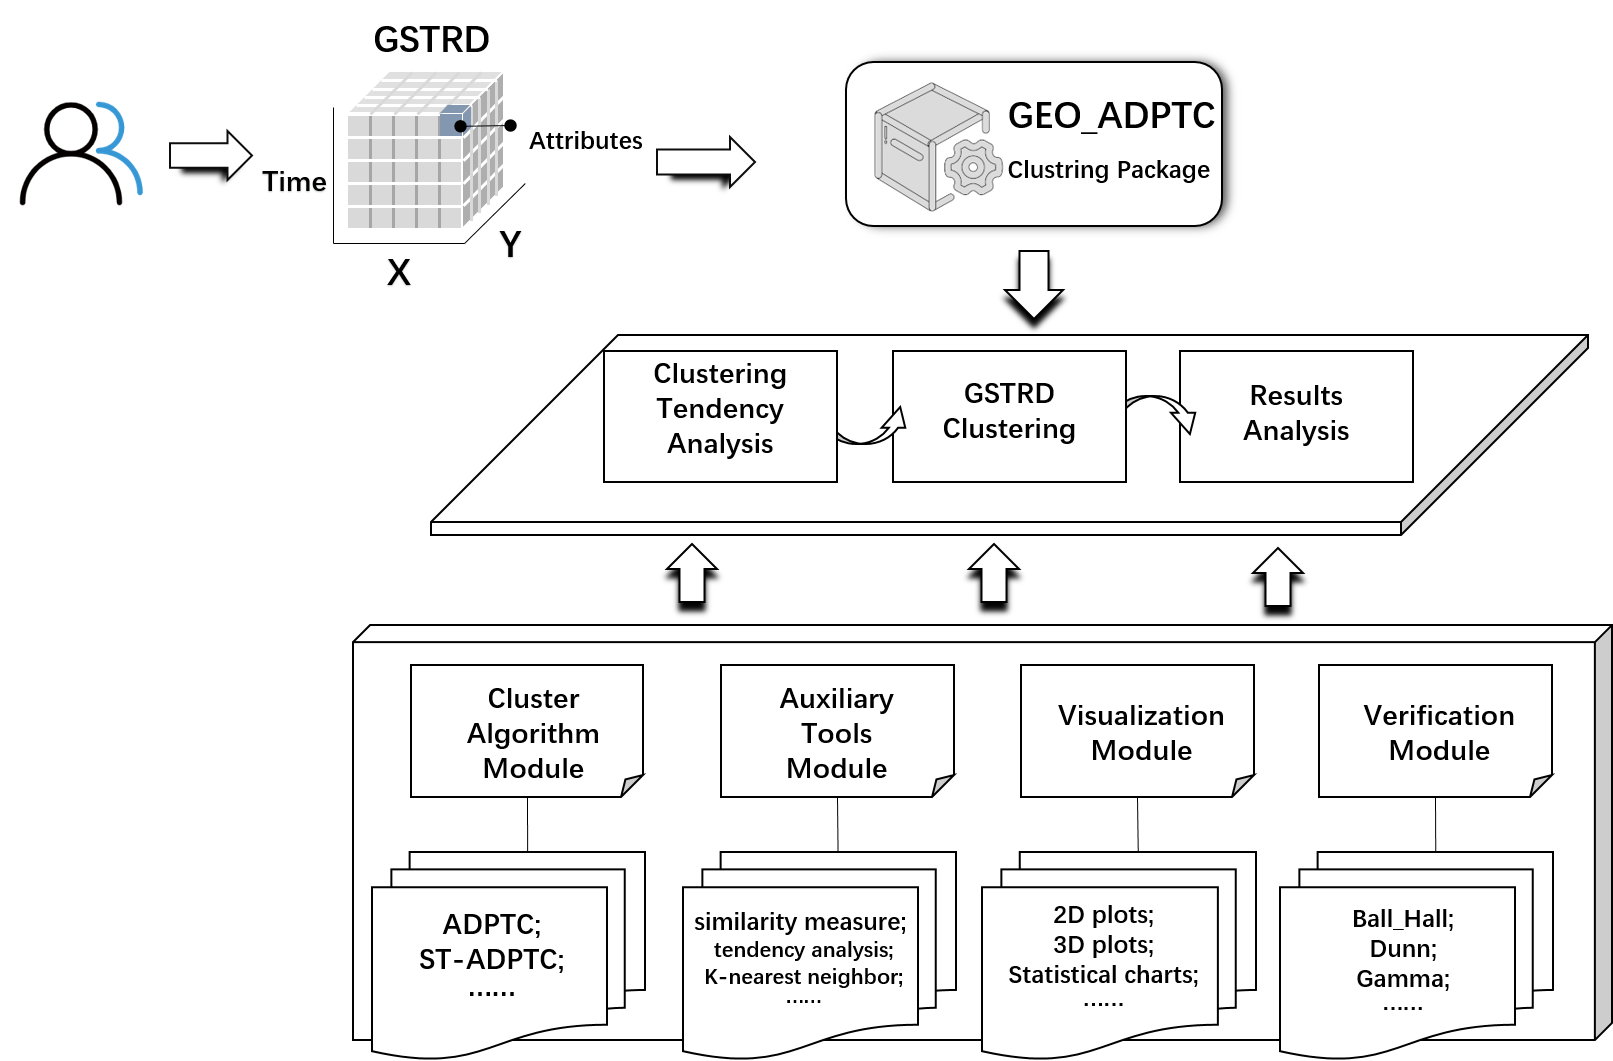 GSTRD
Attributes
Time
Y
X
GEO_ADPTC
Clustring Package
Clustering
Tendency
Analysis
GSTRD
Clustering
Results
Analysis
Cluster
Algorithm
Module
Auxiliary
Tools
Module
Visualization
Module
Verification
Module
ADPTC;
ST-ADPTC;
......
similarity measure;
tendency analysis;
K-nearest neighbor;
......
2D plots;
3D plots;
Statistical charts;
......
Ball_Hall;
Dunn;
Gamma;
......